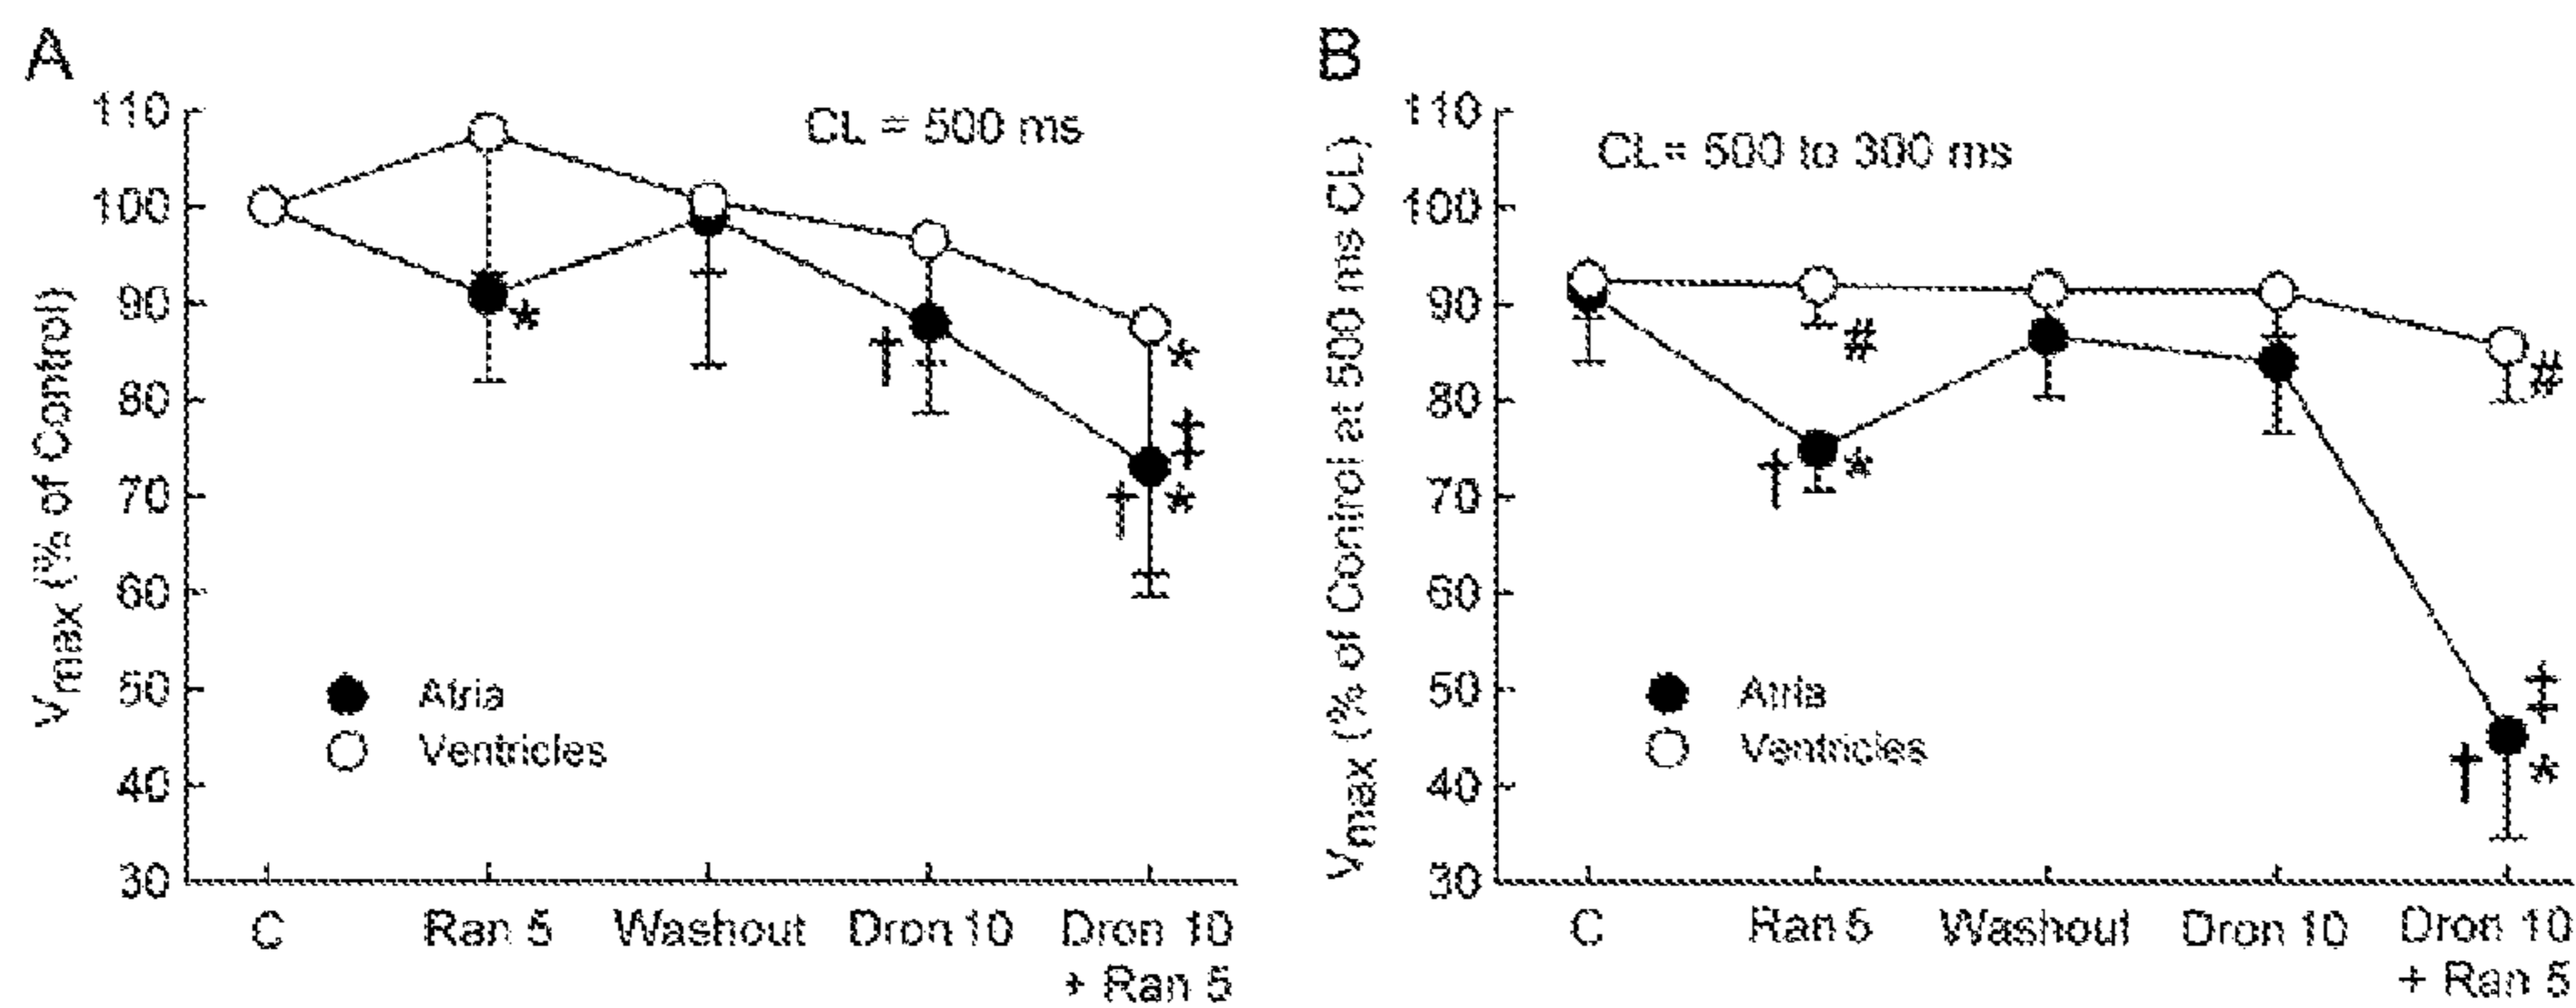 A
Vmax (% of Control)
110
100
90
80
70
60
50
40
30
CL = 500 ms
*
†
*
‡
†
*
Atria
Ventricles
C
Ran 5
Washout
Dron 10
Dron 10
+ Ran 5
B
Vmax (% of Control at 500 ms CL)
110
100
90
80
70
60
50
40
30
CL= 500 to 300 ms
#
†
*
#
‡
†
*
Atria
Ventricles
C
Ran 5
Washout
Dron 10
Dron 10
+ Ran 5